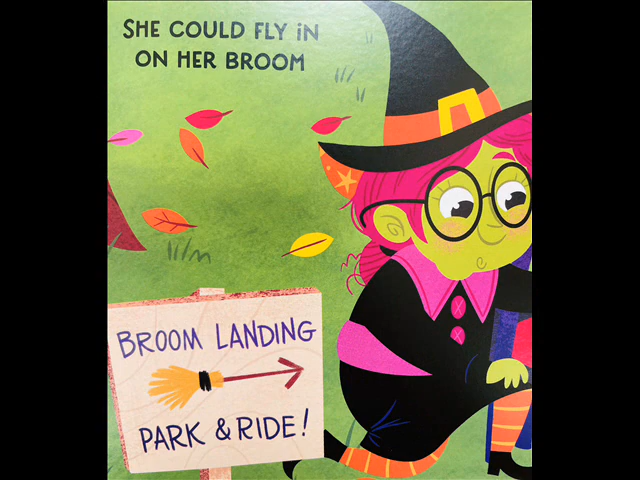 SHE COULD FLY IN
ON HER BROOM
BROOM LANDING
PARK & RIDE!